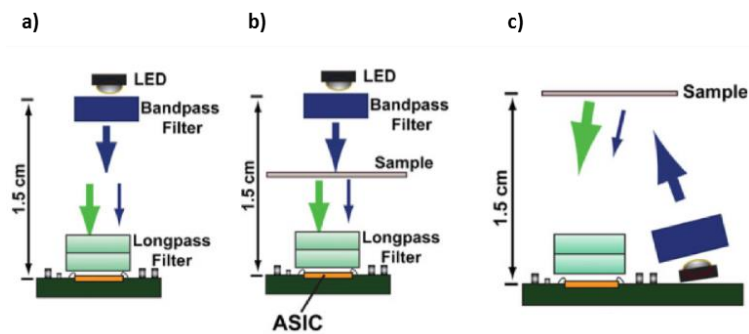 a)
LED
Bandpass
Filter
1.5 cm
Longpass
Filter
b)
LED
Bandpass
Filter
Sample
1.5 cm
Longpass
Filter
ASIC
c)
Sample
1.5 cm